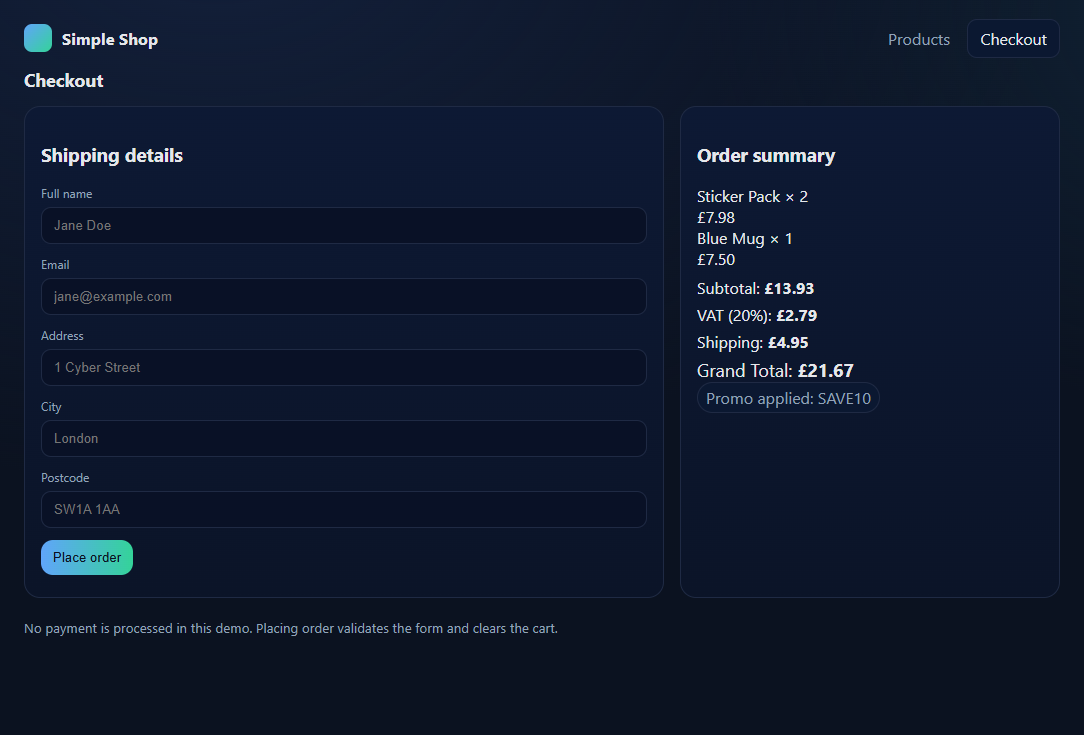 Simple Shop
Products
Checkout
Checkout
Shipping details
Full name
Jane Doe
Email
jane@example.com
Address
1 Cyber Street
City
London
Postcode
SW1A 1AA
Place order
Order summary
Sticker Pack × 2
£7.98
Blue Mug × 1
£7.50
Subtotal: £13.93
VAT (20%): £2.79
Shipping: £4.95
Grand Total: £21.67
Promo applied: SAVE10
No payment is processed in this demo. Placing order validates the form and clears the cart.